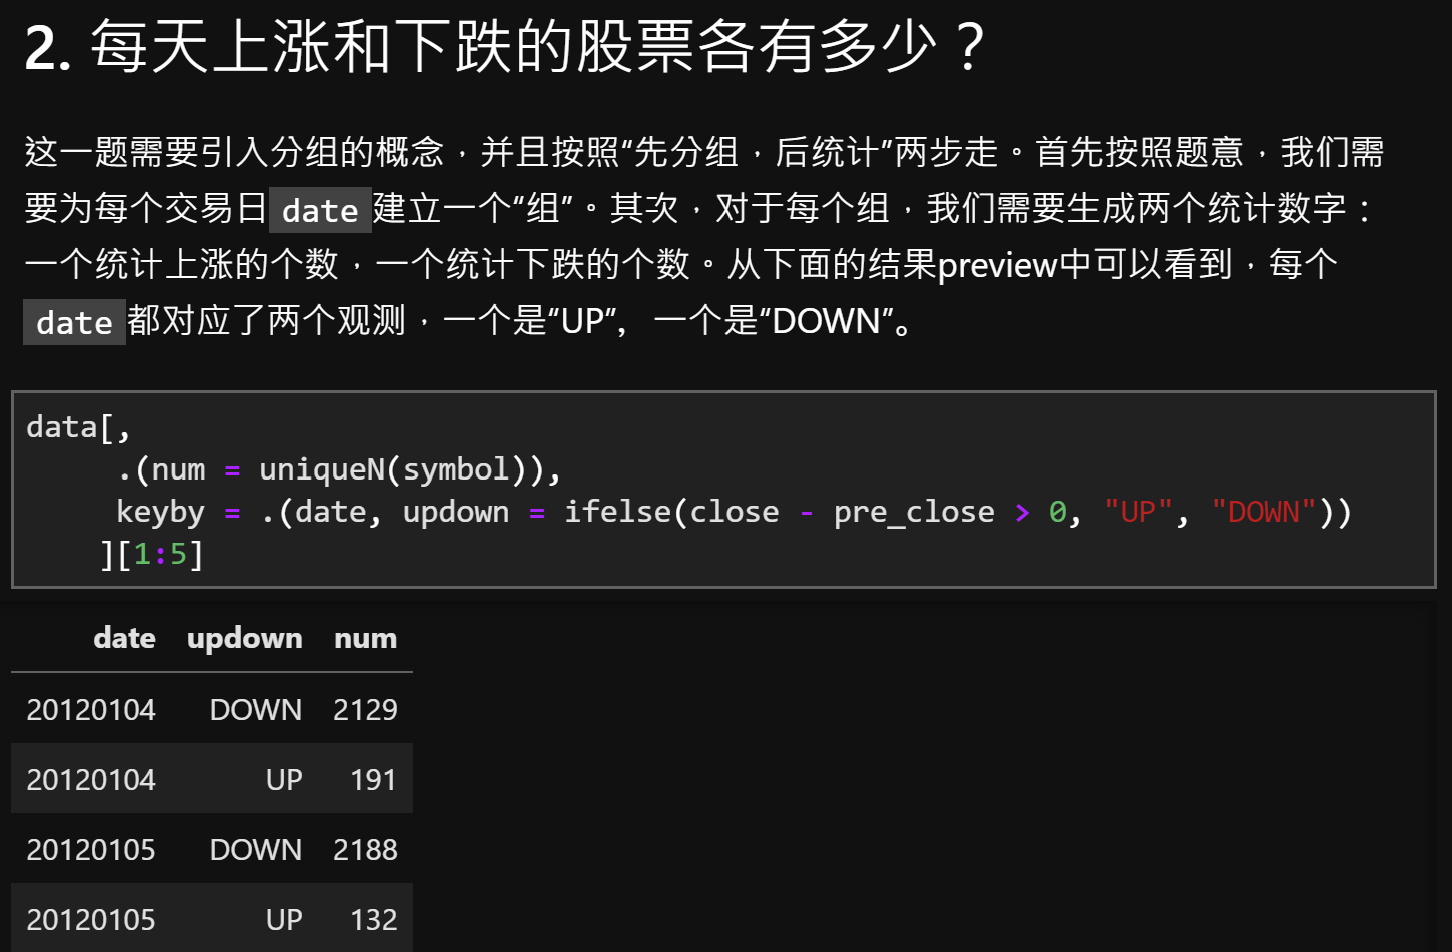 2. 每天上涨和下跌的股票各有多少？
这一题需要引入分组的概念，并且按照“先分组，后统计”两步走。首先按照题意，我们需
要为每个交易日 date 建立一个“组”。其次，对于每个组，我们需要生成两个统计数字：
一个统计上涨的个数，一个统计下跌的个数。从下面的结果preview中可以看到，每个
date 都对应了两个观测，一个是“UP”，一个是“DOWN”。
data[,
.(num = uniqueN(symbol)),
keyby = .(date, updown = ifelse(close - pre_close > 0, "UP", "DOWN"))
][1:5]
date updown num
20120104 DOWN 2129
20120104 UP 191
20120105 DOWN 2188
20120105 UP 132